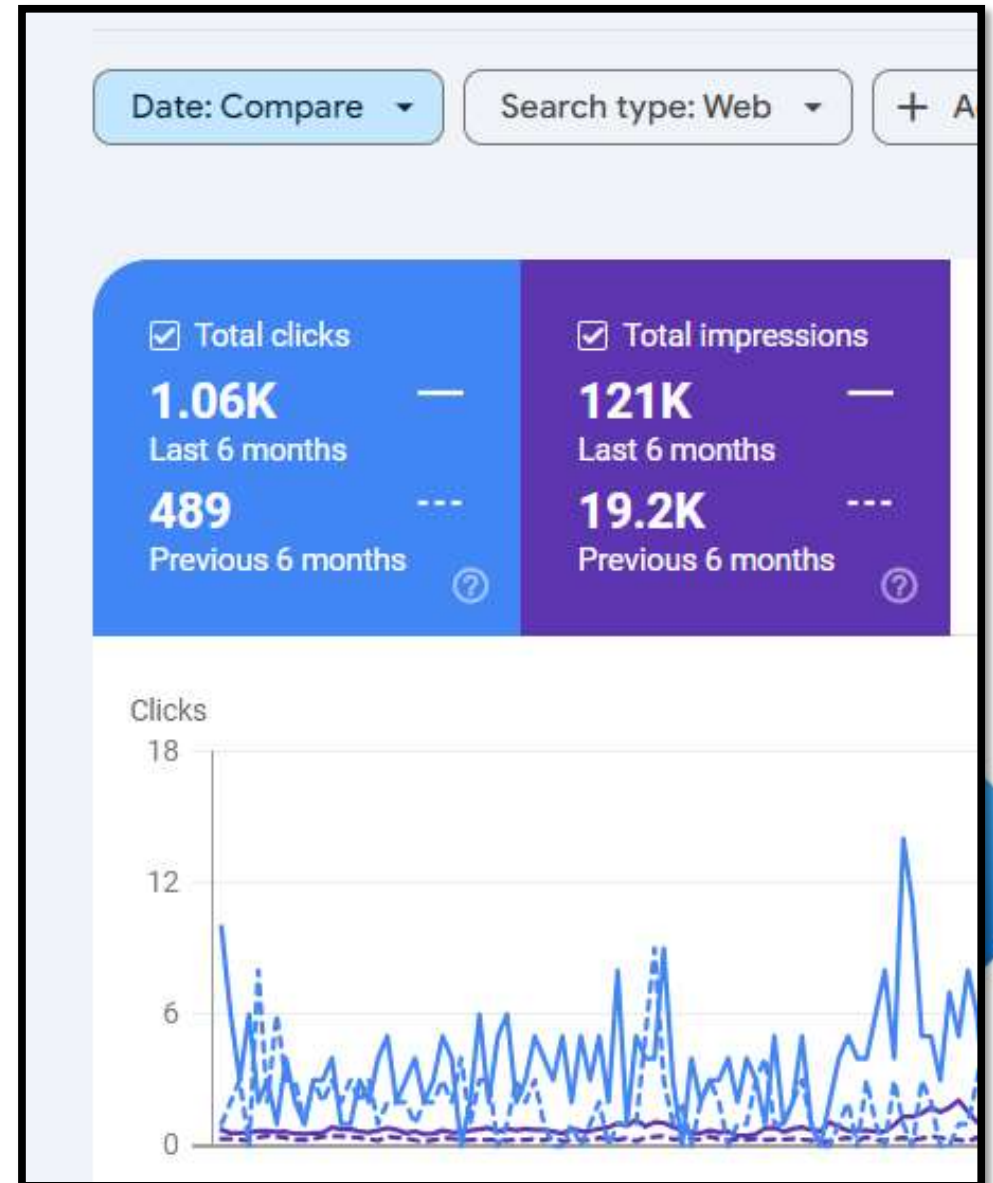 Date: Compare
Search type: Web
+ A
Total clicks
1.06K
Last 6 months
489
Previous 6 months
Total impressions
121K
Last 6 months
19.2K
Previous 6 months
Clicks
18
12
6
0